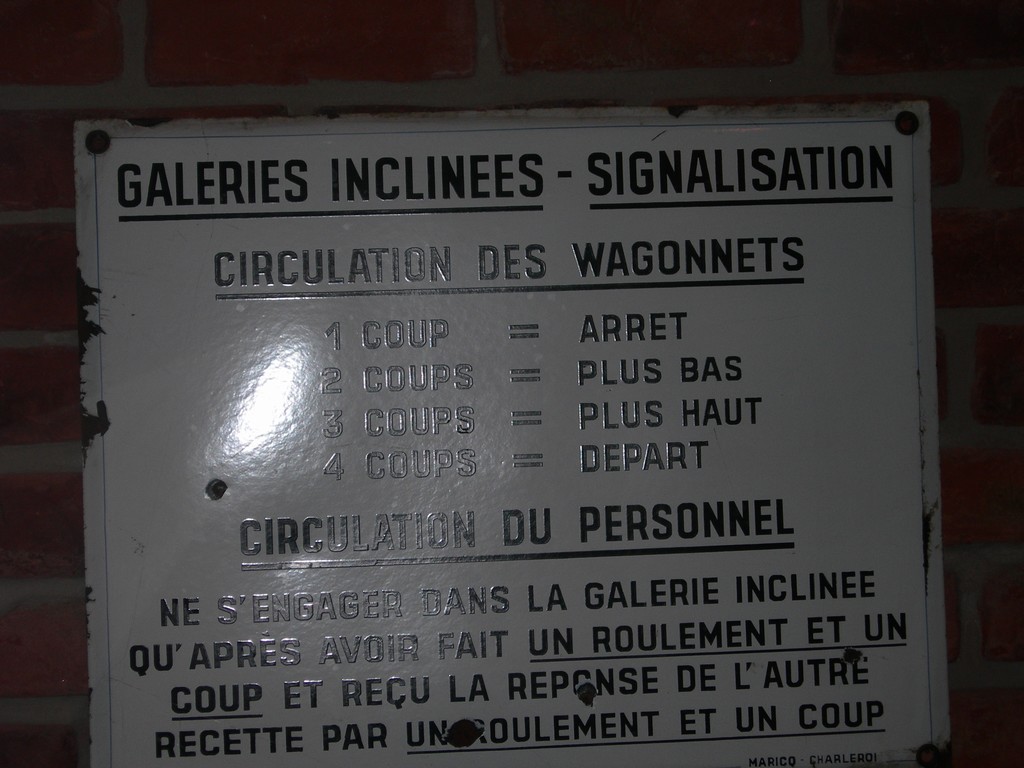 GALERIES INCLINEES - SIGNALISATION
CIRCULATION DES WAGONNETS
1 COUP = ARRET
2 COUPS = PLUS BAS
3 COUPS = PLUS HAUT
4 COUPS = DEPART
CIRCULATION DU PERSONNEL
NE S'ENGAGER DANS LA GALERIE INCLINEE
QU'APRÈS AVOIR FAIT UN ROULEMENT ET UN
COUP ET REÇU LA REPONSE DE L'AUTRE
RECETTE PAR UN ROULEMENT ET UN COUP
MARICQ - CHARLEROI